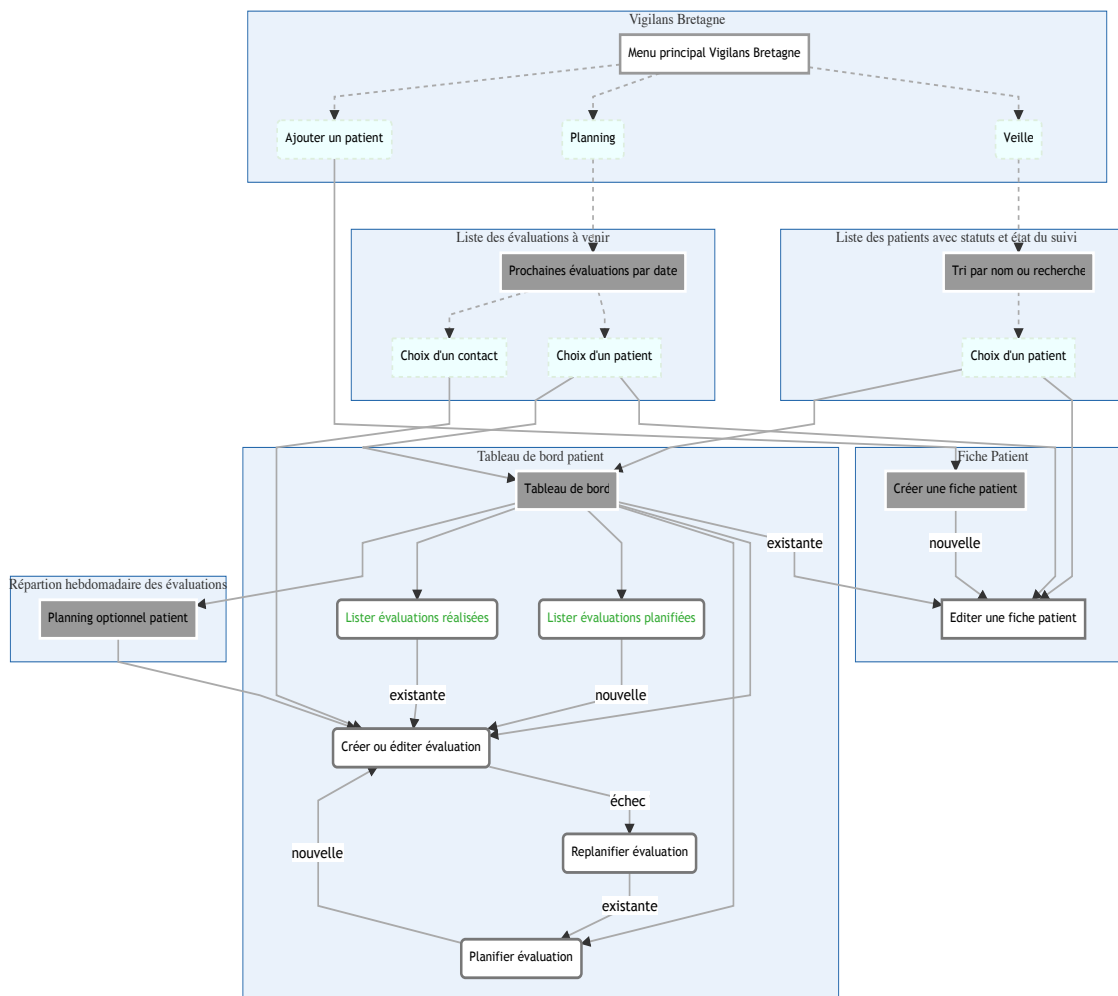 Vigilans Bretagne
Menu principal Vigilans Bretagne
Ajouter un patient
Planning
Veille
Liste des évaluations à venir
Liste des patients avec statuts et état du suivi
Prochaines évaluations par date
Tri par nom ou recherche
Choix d'un contact
Choix d'un patient
Choix d'un patient
Tableau de bord patient
Fiche Patient
Tableau de bord
Créer une fiche patient
existante
nouvelle
Répartion hebdomadaire des évaluations
Planning optionnel patient
Lister évaluations réalisées
Lister évaluations planifiées
Editer une fiche patient
existante
nouvelle
Créer ou éditer évaluation
échec
nouvelle
Replanifier évaluation
existante
Planifier évaluation